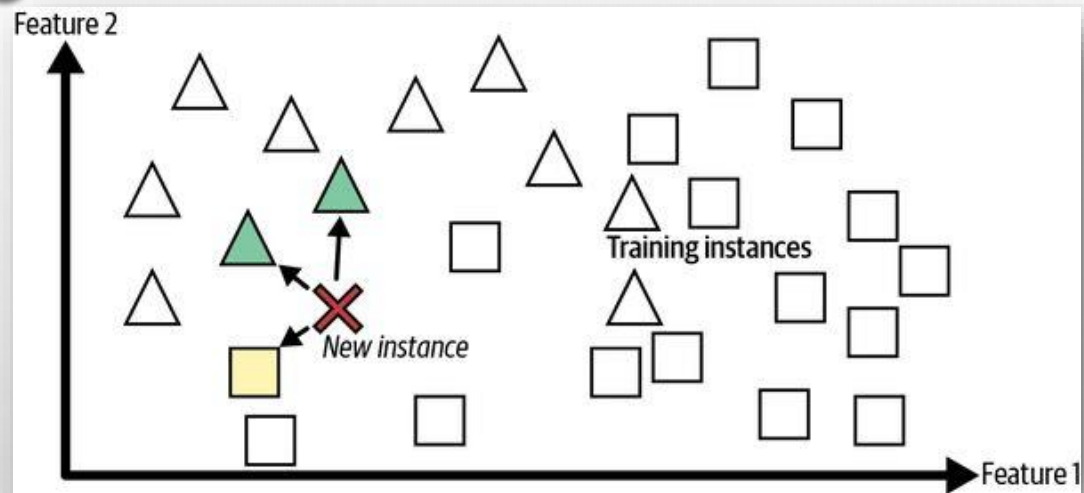 Feature 2
Training instances
New instance
Feature 1